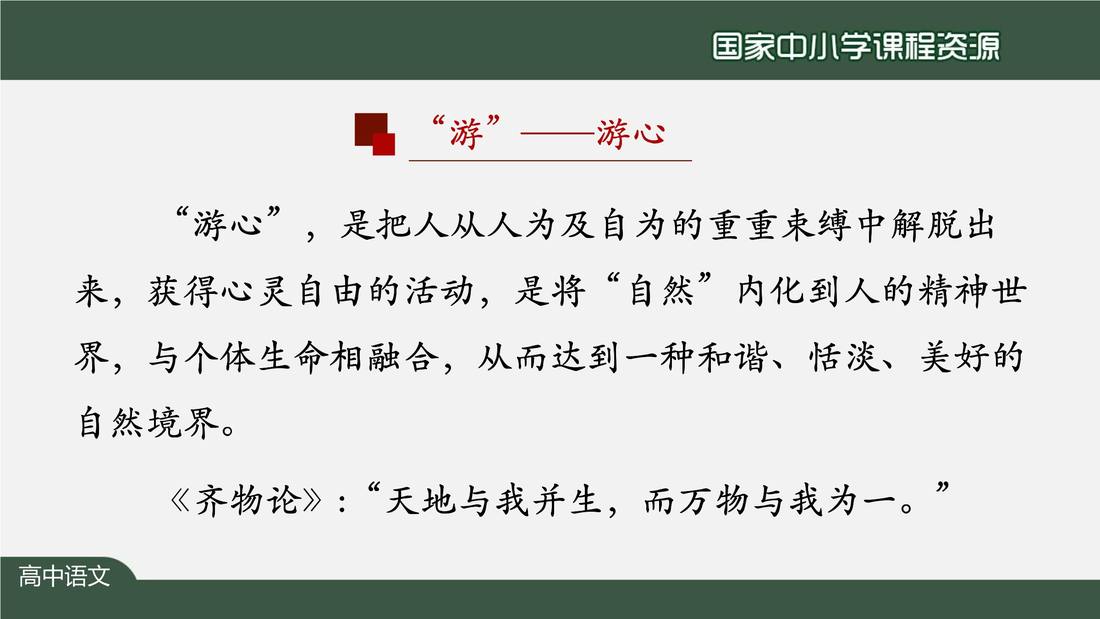 国家中小学课程资源
“游”——游心
“游心”，是把人从人为及自为的重重束缚中解脱出
来，获得心灵自由的活动，是将“自然”内化到人的精神世
界，与个体生命相融合，从而达到一种和谐、恬淡、美好的
自然境界。
《齐物论》：“天地与我并生，而万物与我为一。”
高中语文